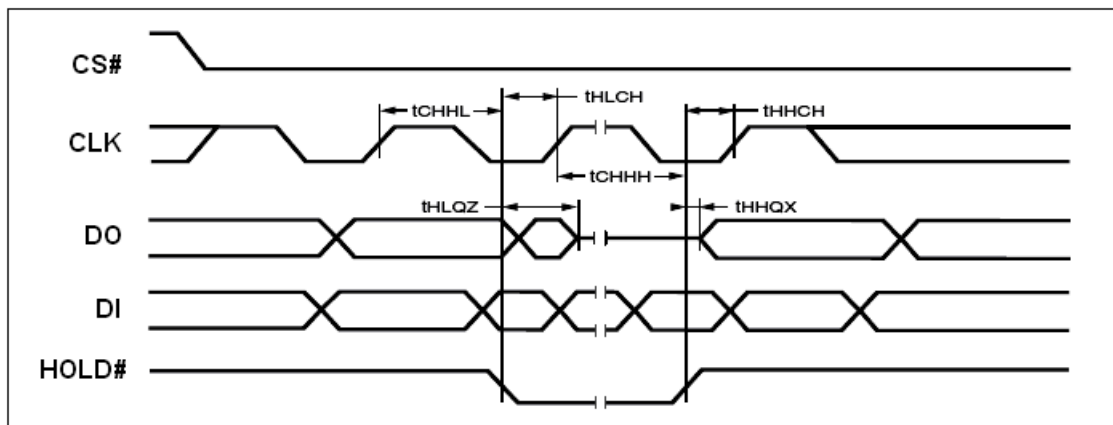 CS#
tHLCH
tCHHL
tHHCH
CLK
tCHHH
tHLQZ
tHHQX
DO
DI
HOLD#